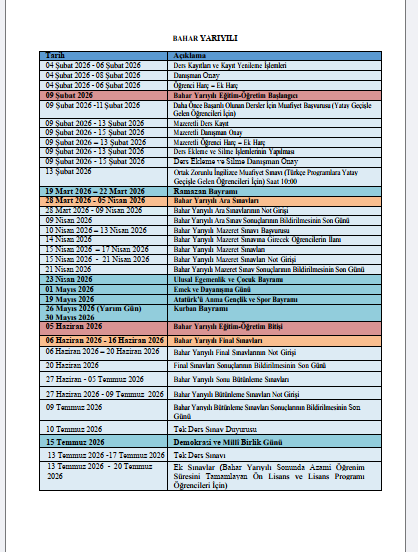 BAHAR YARIYILI
Tarih Açıklama
04 Şubat 2026 - 06 Şubat 2026 Ders Kayıtları ve Kayıt Yenileme İşlemleri
04 Şubat 2026 - 08 Şubat 2026 Danışman Onay
04 Şubat 2026 - 08 Şubat 2026 Öğrenci Harç – Ek Harç
09 Şubat 2026 Bahar Yarıyılı Eğitim-Öğretim Başlangıcı
09 Şubat 2026 -11 Şubat 2026 Daha Önce Başarılı Olunan Dersler İçin Muafiyet Başvurusu (Yatay Geçişle
Gelen Öğrencileri İçin)
09 Şubat 2026 - 13 Şubat 2026 Mazeretli Ders Kayıt
09 Şubat 2026 - 15 Şubat 2026 Mazeretli Danışman Onay
09 Şubat 2026 – 13 Şubat 2026 Mazeretli Öğrenci Harç – Ek Harç
09 Şubat 2026 - 13 Şubat 2026 Ders Ekleme ve Silme İşlemlerinin Yapılması
09 Şubat 2026 - 15 Şubat 2026 Ders Ekleme ve Silme Danışman Onay
13 Şubat 2026 Ortak Zorunlu İngilizce Muafiyet Sınavı (Türkçe Programlara Yatay
Geçişle Gelen Öğrencileri İçin) Saat 10:00
19 Mart 2026 – 22 Mart 2026 Ramazan Bayramı
28 Mart 2026 - 05 Nisan 2026 Bahar Yarıyılı Ara Sınavları
28 Mart 2026 - 09 Nisan 2026 Bahar Yarıyılı Ara Sınavlarının Not Girişi
09 Nisan 2026 Bahar Yarıyılı Ara Sınav Sonuçlarının Bildirilmesinin Son Günü
10 Nisan 2026 – 13 Nisan 2026 Bahar Yarıyılı Mazeret Sınavı Başvurusu
14 Nisan 2026 Bahar Yarıyılı Mazeret Sınavına Girecek Öğrencilerin İlanı
15 Nisan 2026 – 17 Nisan 2026 Bahar Yarıyılı Mazeret Sınavları
15 Nisan 2026 - 21 Nisan 2026 Bahar Yarıyılı Mazeret Sınavları Not Girişi
21 Nisan 2026 Bahar Yarıyılı Mazeret Sınav Sonuçlarının Bildirilmesinin Son Günü
23 Nisan 2026 Ulusal Egemenlik ve Çocuk Bayramı
01 Mayıs 2026 Emek ve Dayanışma Günü
19 Mayıs 2026 Atatürk'ü Anma Gençlik ve Spor Bayramı
26 Mayıs 2026 (Yarım Gün) Kurban Bayramı
30 Mayıs 2026
05 Haziran 2026 Bahar Yarıyılı Eğitim-Öğretim Bitişi
06 Haziran 2026 - 16 Haziran 2026 Bahar Yarıyılı Final Sınavları
06 Haziran 2026 – 20 Haziran 2026 Bahar Yarıyılı Final Sınavlarının Not Girişi
20 Haziran 2026 Final Sınavları Sonuçlarının Bildirilmesinin Son Günü
27 Haziran - 05 Temmuz 2026 Bahar Yarıyılı Sonu Bütünleme Sınavları
27 Haziran 2026 - 09 Temmuz 2026 Bahar Yarıyılı Bütünleme Sınavları Not Girişi
09 Temmuz 2026 Bahar Yarıyılı Bütünleme Sınavları Sonuçlarının Bildirilmesinin Son
Günü
10 Temmuz 2026 Tek Ders Sınav Duyurusu
15 Temmuz 2026 Demokrasi ve Milli Birlik Günü
13 Temmuz 2026 -17 Temmuz 2026 Tek Ders Sınavı
13 Temmuz 2026 - 20 Temmuz Ek Sınavlar (Bahar Yarıyılı Sonunda Azami Öğrenim
2026 Süresini Tamamlayan Ön Lisans ve Lisans Programı
Öğrencileri İçin)